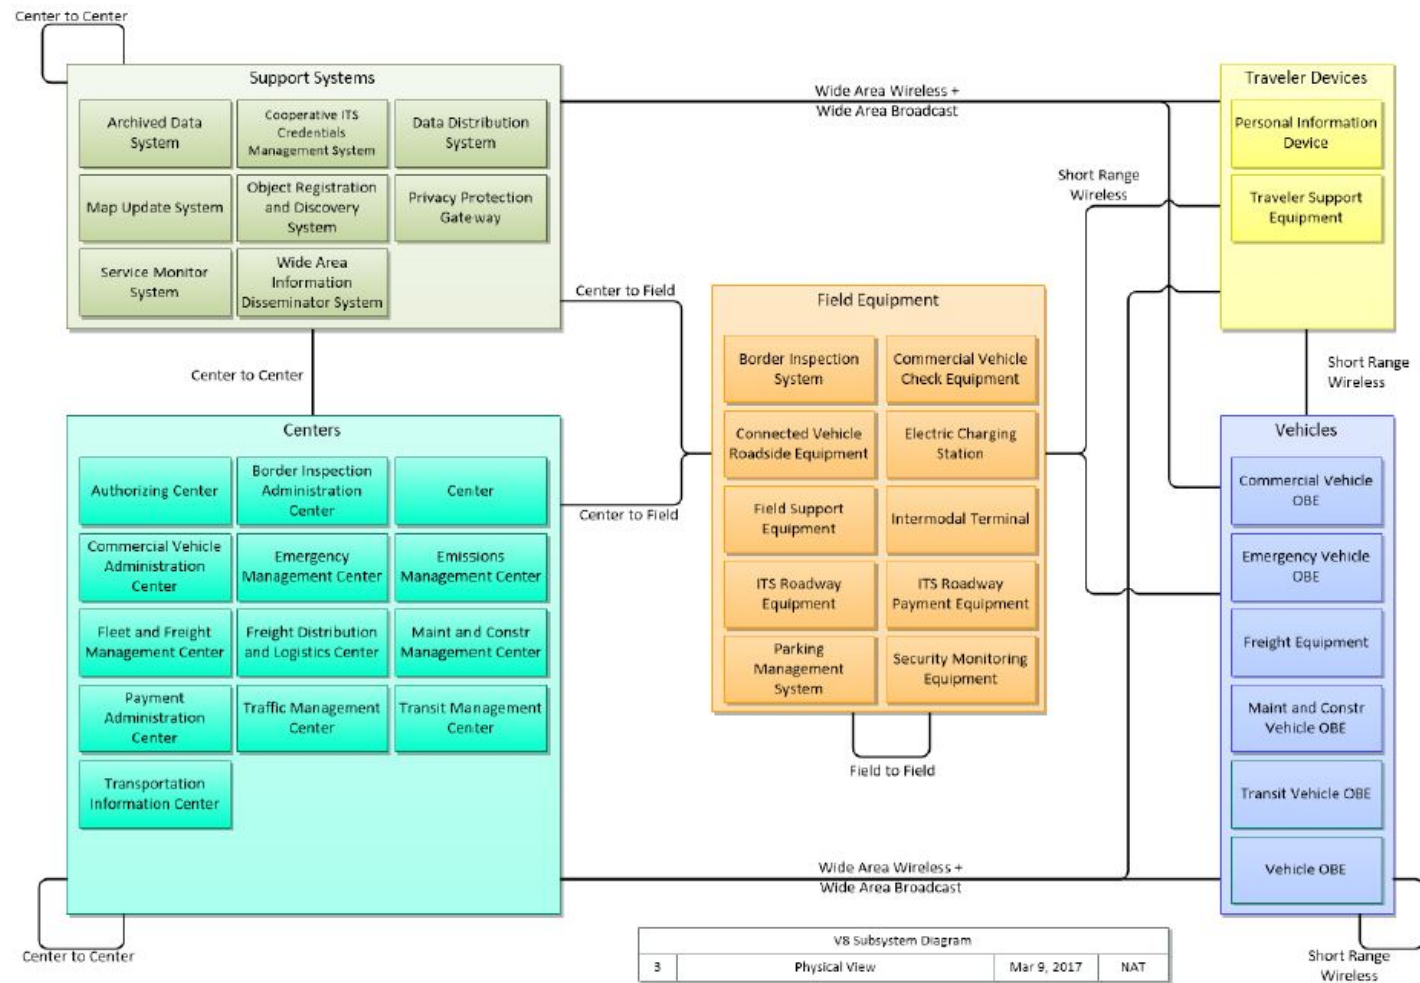 Center to Center
Support Systems
Archived Data
System
Cooperative ITS
Credentials
Management System
Data Distribution
System
Map Update System
Object Registration
and Discovery
System
Privacy Protection
Gateway
Service Monitor
System
Wide Area
Information
Disseminator System
Wide Area Wireless +
Wide Area Broadcast
Traveler Devices
Personal Information
Device
Traveler Support
Equipment
Short Range
Wireless
Center to Field
Center to Center
Field Equipment
Border Inspection
System
Commercial Vehicle
Check Equipment
Connected Vehicle
Roadside Equipment
Electric Charging
Station
Field Support
Equipment
Intermodal Terminal
ITS Roadway
Equipment
ITS Roadway
Payment Equipment
Parking
Management
System
Security Monitoring
Equipment
Field to Field
Short Range
Wireless
Centers
Authorizing Center
Border Inspection
Administration
Center
Center
Commercial Vehicle
Administration
Center
Emergency
Management Center
Emissions
Management Center
Fleet and Freight
Management Center
Freight Distribution
and Logistics Center
Maint and Constr
Management Center
Payment
Administration
Center
Traffic Management
Center
Transit Management
Center
Transportation
Information Center
Center to Field
Vehicles
Commercial Vehicle
OBE
Emergency Vehicle
OBE
Freight Equipment
Maint and Constr
Vehicle OBE
Transit Vehicle OBE
Vehicle OBE
Wide Area Wireless +
Wide Area Broadcast
Center to Center
Short Range
Wireless
V8 Subsystem Diagram
3 Physical View Mar 9, 2017 NAT